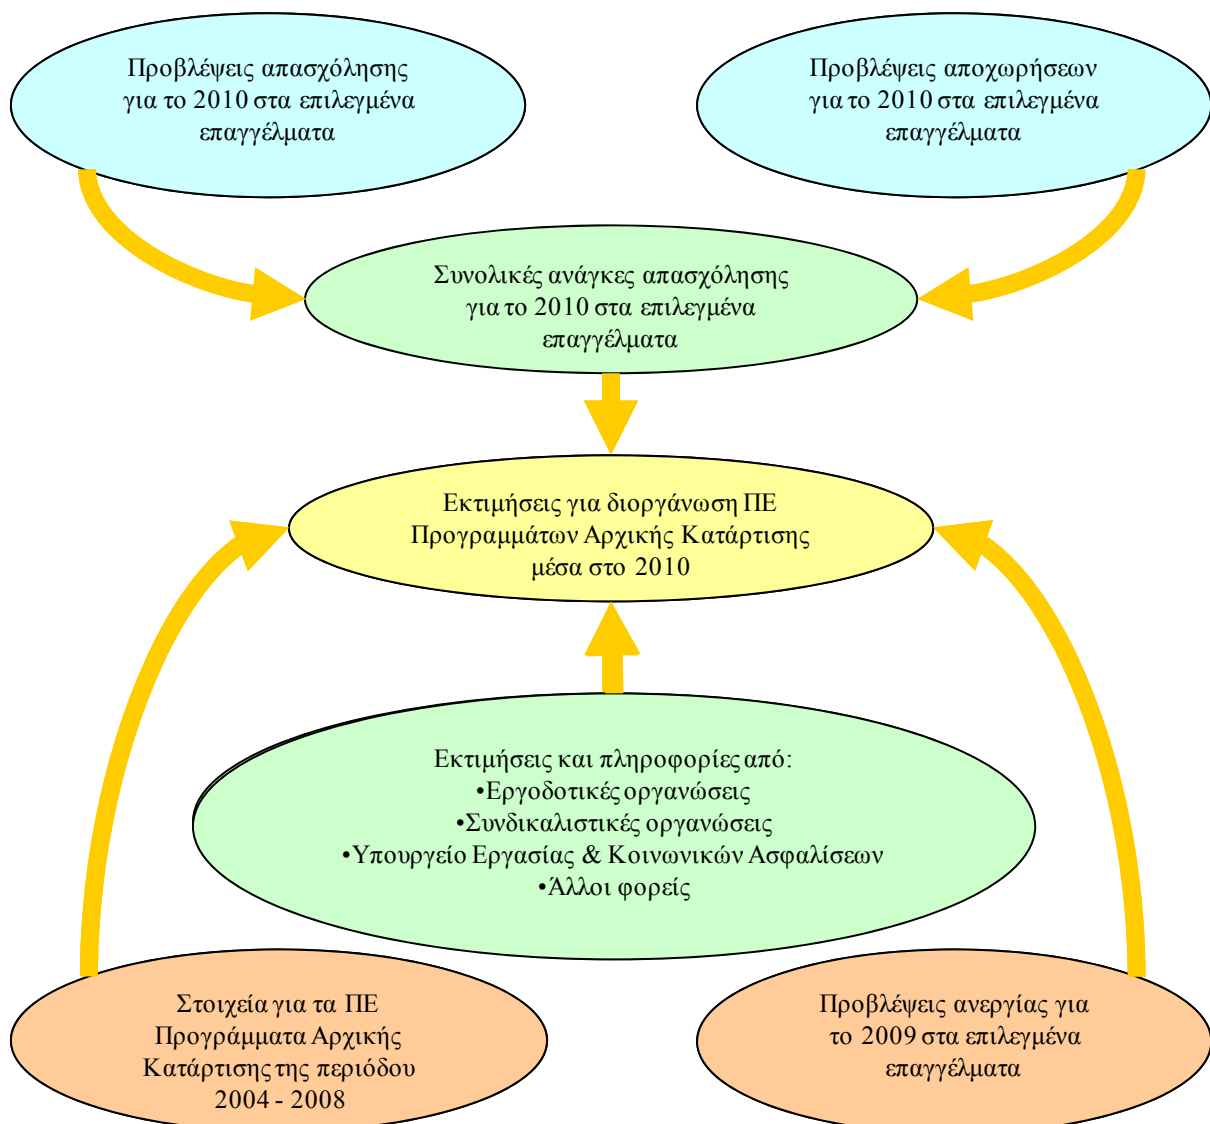 Προβλέψεις απασχόλησης
για το 2010 στα επιλεγμένα
επαγγέλματα
Προβλέψεις αποχωρήσεων
για το 2010 στα επιλεγμένα
επαγγέλματα
Συνολικές ανάγκες απασχόλησης
για το 2010 στα επιλεγμένα
επαγγέλματα
Εκτιμήσεις για διοργάνωση ΠΕ
Προγραμμάτων Αρχικής Κατάρτισης
μέσα στο 2010
Εκτιμήσεις και πληροφορίες από:
•Εργοδοτικές οργανώσεις
•Συνδικαλιστικές οργανώσεις
•Υπουργείο Εργασίας & Κοινωνικών Ασφαλίσεων
•Άλλοι φορείς
Στοιχεία για τα ΠΕ
Προγράμματα Αρχικής
Κατάρτισης της περιόδου
2004 - 2008
Προβλέψεις ανεργίας για
το 2009 στα επιλεγμένα
επαγγέλματα